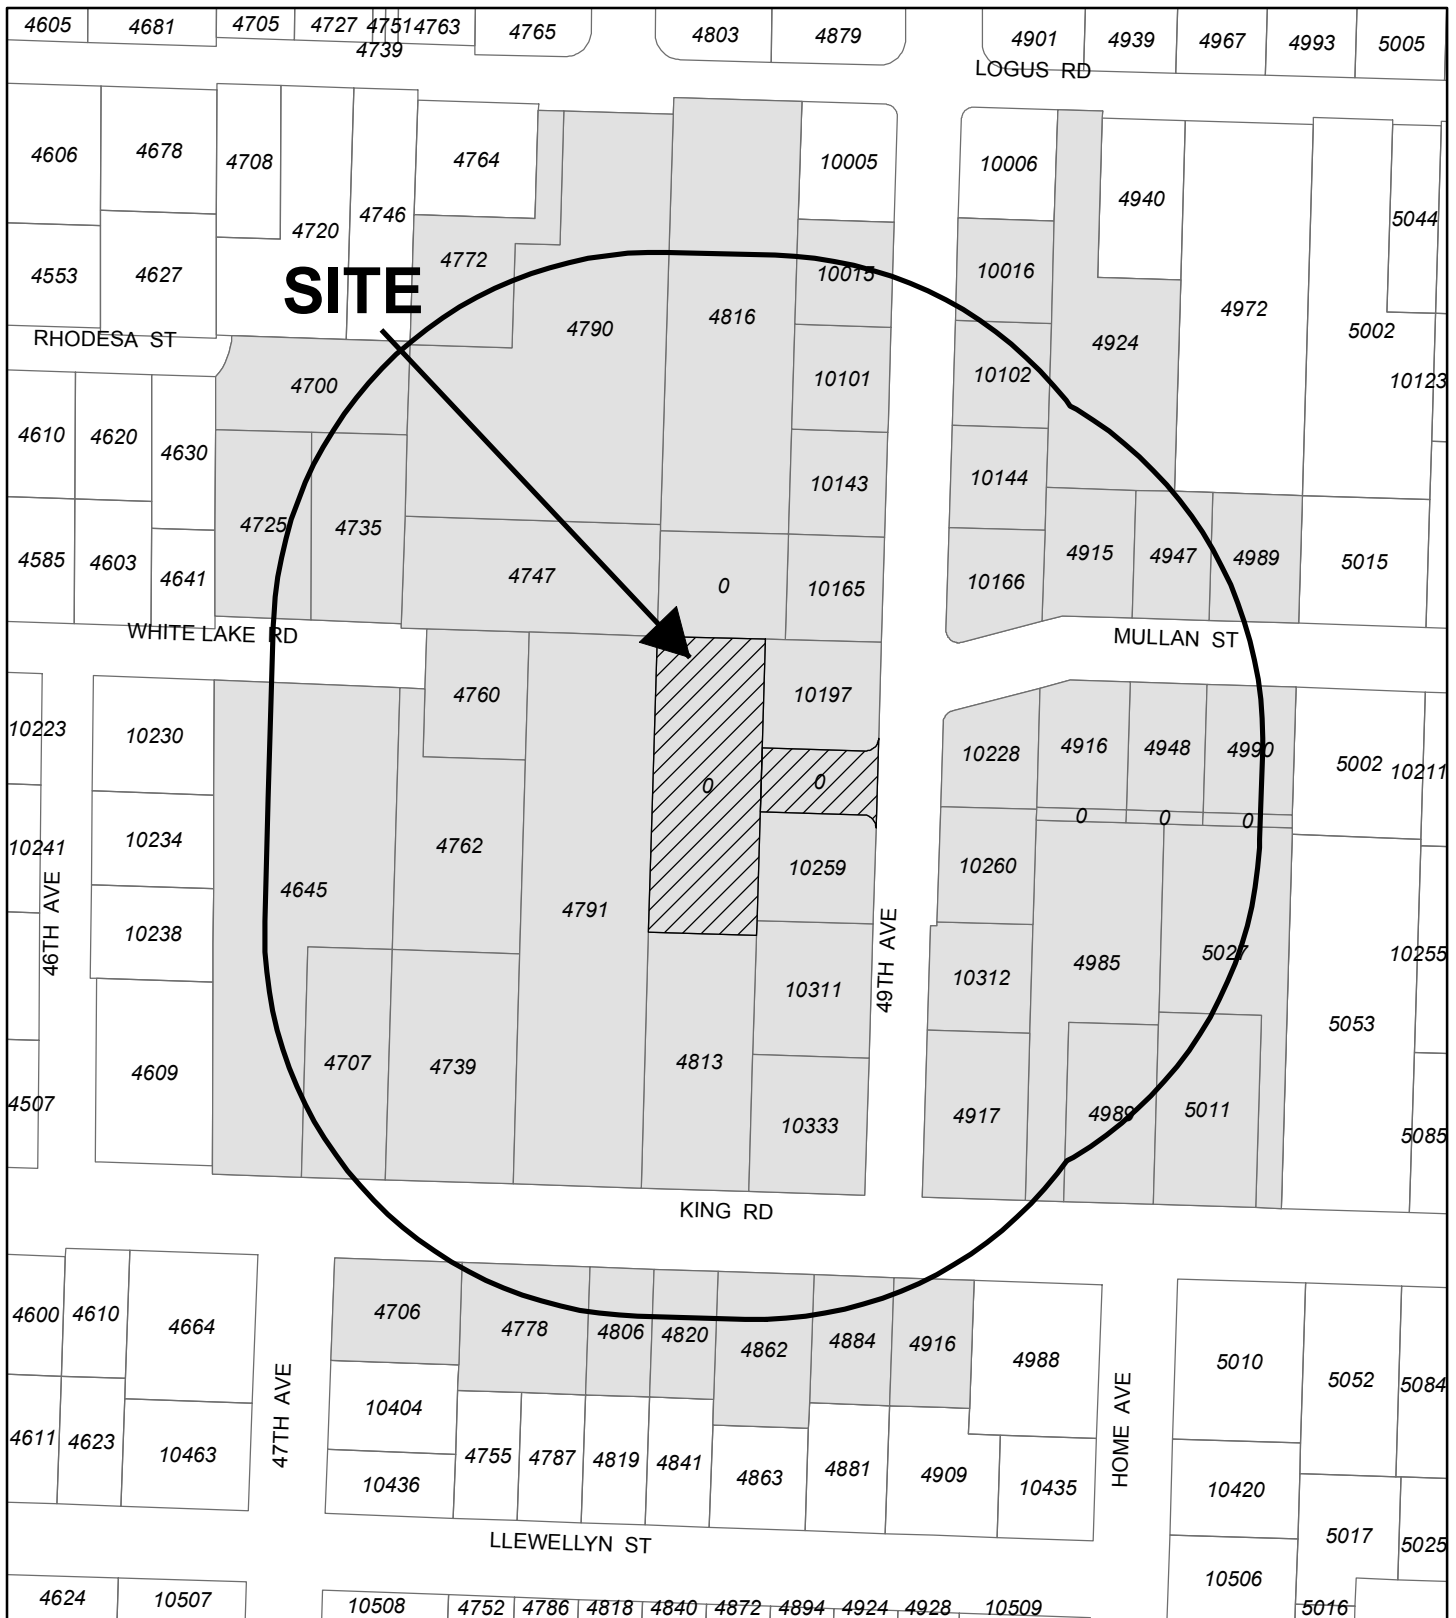 4605 4681 4705 4727 4751 4763 4765 4803 4879 4901 4939 4967 4993 5005
4739
LOGUS RD
4606 4678 4708 4764 10005 10006 4940 5044
4720 4746
4553 4627 4772 10015 10016
SITE
4790 4816 4924 4972 5002
RHODESA ST
4700 10101 10102 10123
4610 4620 4630
4725 4735 10143 10144
4585 4603 4641 4747 0 10165 10166 4915 4947 4989 5015
WHITE LAKE RD
MULLAN ST
4760 10197
10223 10230 10228 4916 4948 4990 5002 10211
0 0
0 0 0
10241 10234 4762 10259 10260
46TH AVE
4645 4791
49TH AVE
10238 10311 10312 4985 5027 10255
5053
4609 4707 4739 4813
4507 10333 4917 4989 5011 5085
KING RD
4600 4610 4664 4706 4778 4806 4820 4862 4884 4916 4988 5010 5052 5084
47TH AVE
HOME AVE
10404
4611 4623 10463 4755 4787 4819 4841 4863 4881 4909
10436 10435 10420
LLEWELLYN ST
5017 5025
10506
4624 10507 10508 4752 4786 4818 4840 4872 4894 4924 4928 10509 5016